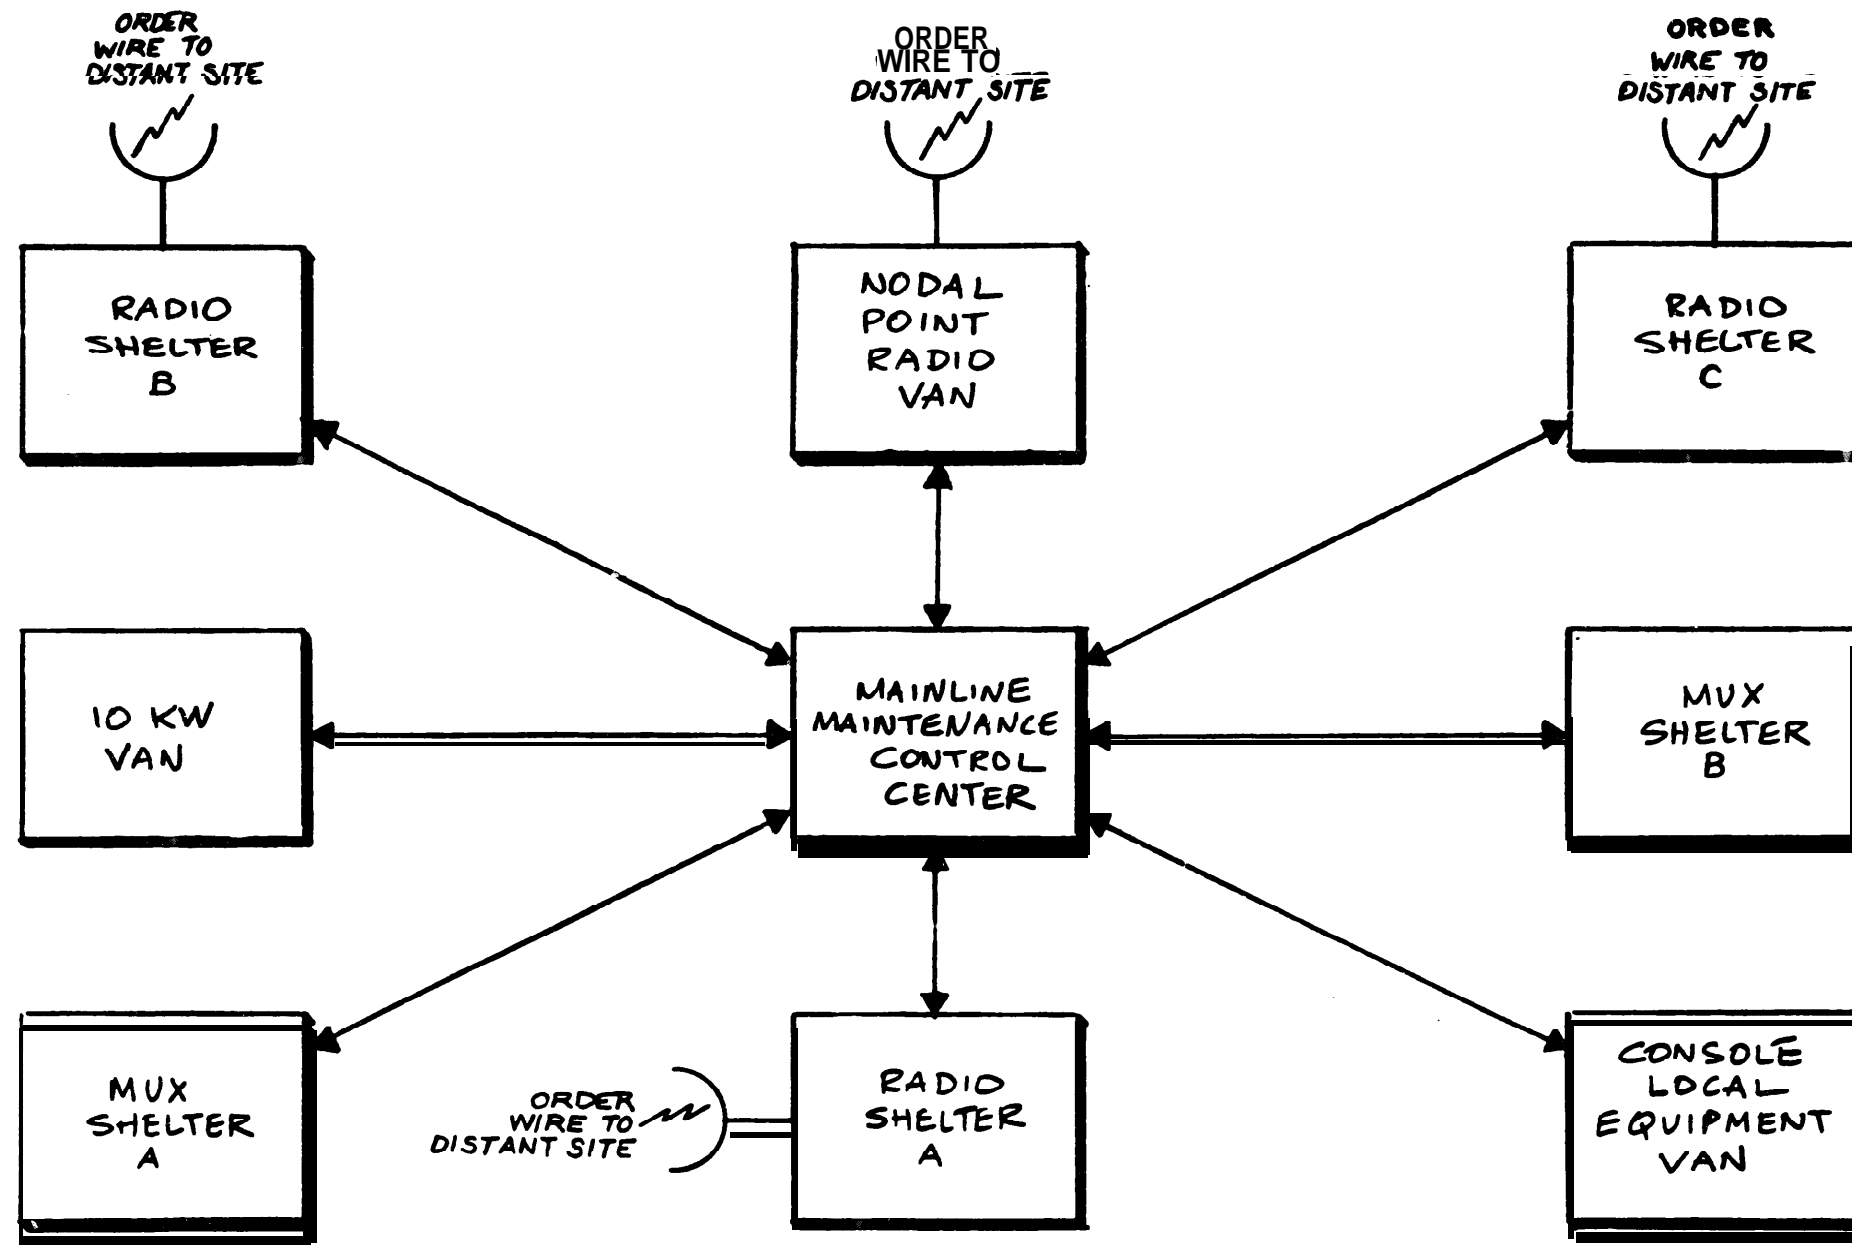 ORDER
WIRE TO
DISTANT SITE
ORDER
WIRE TO
DISTANT SITE
ORDER
WIRE TO
DISTANT SITE
RADIO
SHELTER
B
NODAL
POINT
RADIO
VAN
RADIO
SHELTER
C
10 KW
VAN
MAINLINE
MAINTENANCE
CONTROL
CENTER
MUX
SHELTER
B
MUX
SHELTER
A
ORDER
WIRE TO
DISTANT SITE
RADIO
SHELTER
A
CONSOLE
LOCAL
EQUIPMENT
VAN